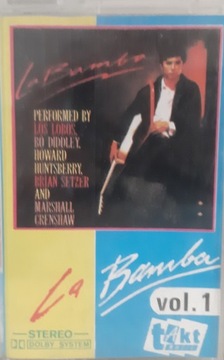 La Bamba
PERFORMED BY
LOS LOBOS,
BO DIDDLEY,
HOWARD
HUNTSBERRY,
BRIAN SETZER
AND
MARSHALL
CRENSHAW
La Bamba
vol. 1
STEREO
DOLBY SYSTEM
takt